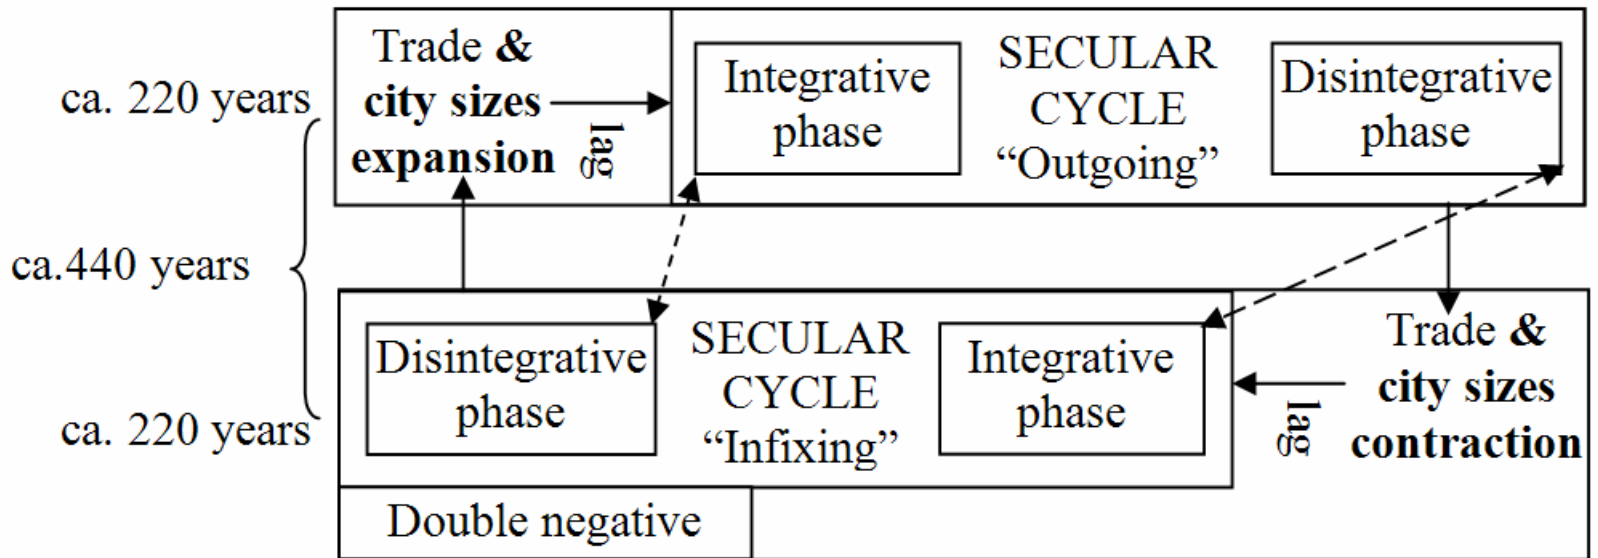 Trade &
city sizes
expansion
lag
Integrative
phase
SECULAR
CYCLE
“Outgoing”
Disintegrative
phase
ca. 220 years
ca.440 years
ca. 220 years
Disintegrative
phase
SECULAR
CYCLE
“Infixing”
Integrative
phase
lag
Trade &
city sizes
contraction
Double negative